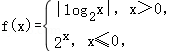 f(x)={ |log₂x|, x>0,
2ˣ, x≤0,